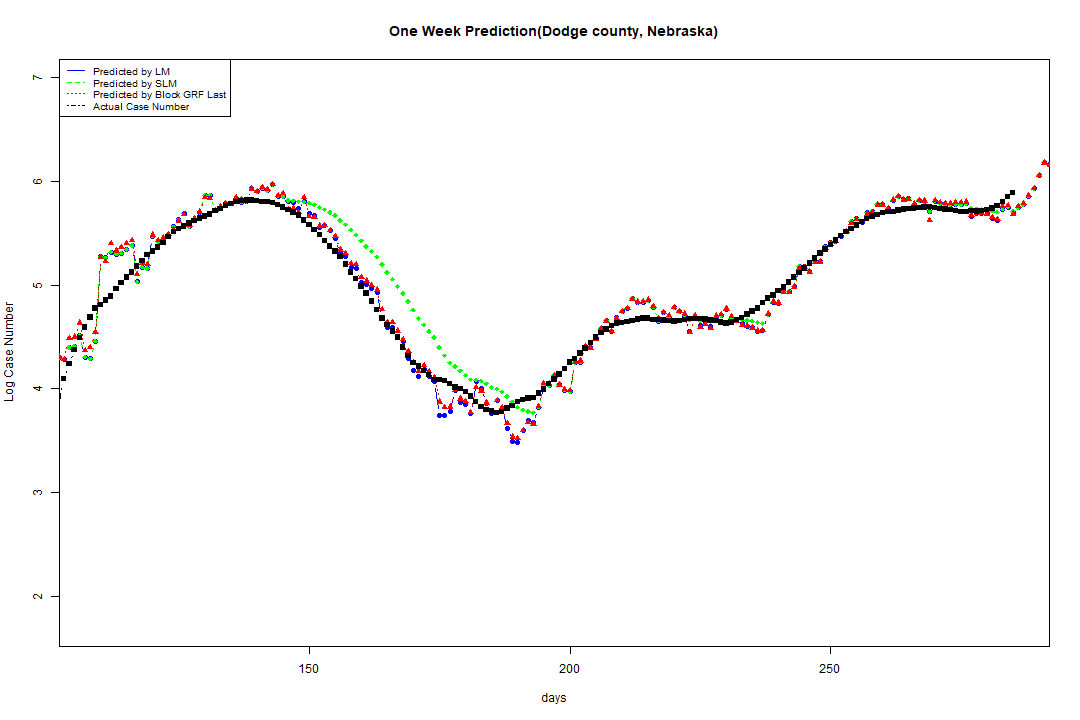 One Week Prediction(Dodge county, Nebraska)
Predicted by LM
Predicted by SLM
Predicted by Block GRF Last
Actual Case Number
7
6
5
4
3
2
Log Case Number
150 200 250
days